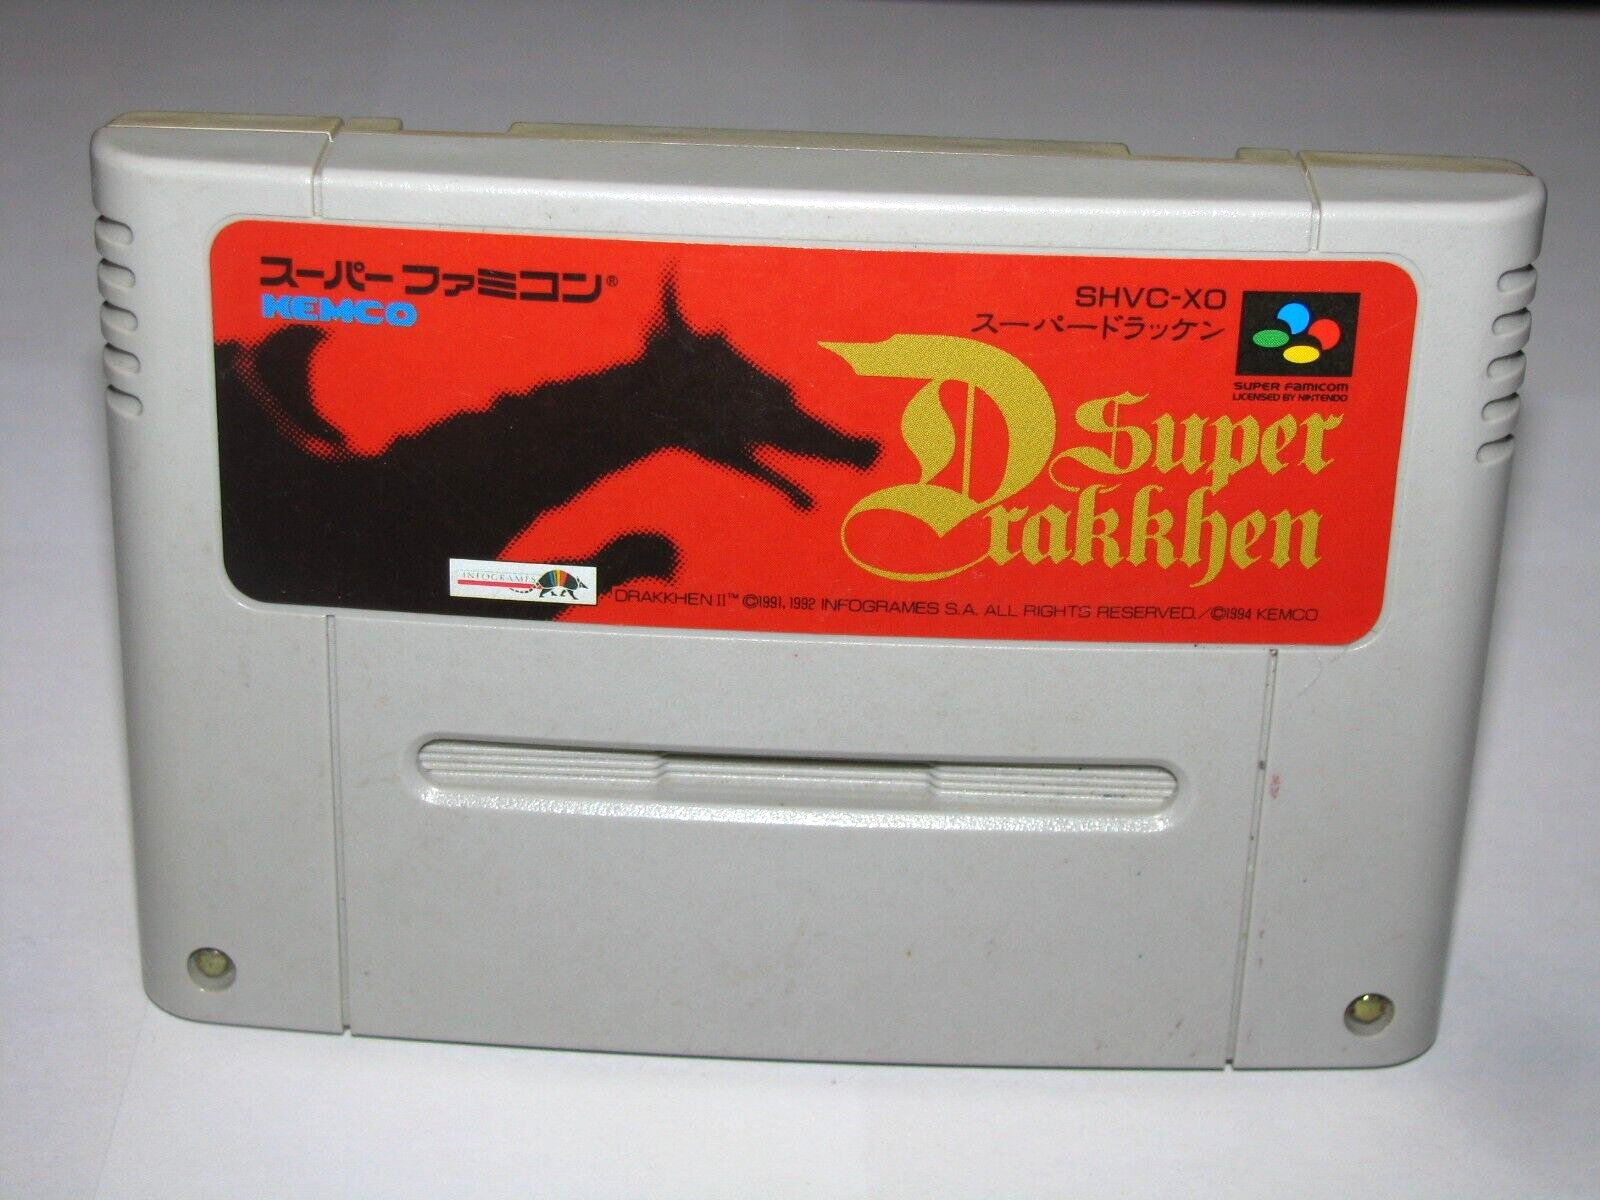 スーパーファミコン®
KEMCO
SHVC-XO
スーパードラッケン
SUPER FAMICOM
LICENSED BY NINTENDO
Super
Drakkhen
INFOGRAMES
DRAKKHEN II™ ©1991, 1992 INFOGRAMES S.A. ALL RIGHTS RESERVED./©1994 KEMCO